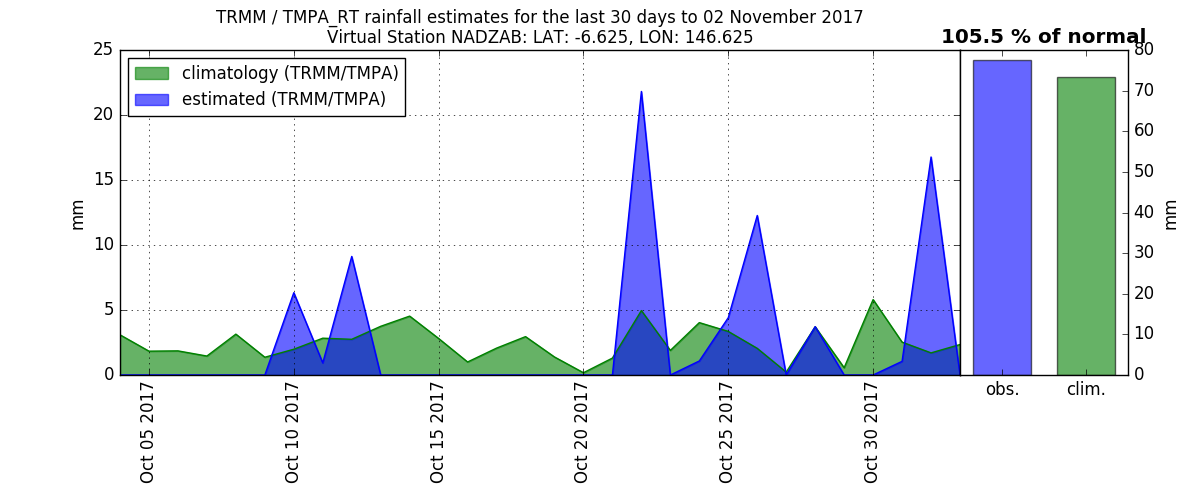 TRMM / TMPA_RT rainfall estimates for the last 30 days to 02 November 2017
Virtual Station NADZAB: LAT: -6.625, LON: 146.625
105.5 % of normal
climatology (TRMM/TMPA)
estimated (TRMM/TMPA)
25
20
15
10
5
0
mm
Oct 05 2017
Oct 10 2017
Oct 15 2017
Oct 20 2017
Oct 25 2017
Oct 30 2017
80
70
60
50
40
30
20
10
0
mm
obs.
clim.